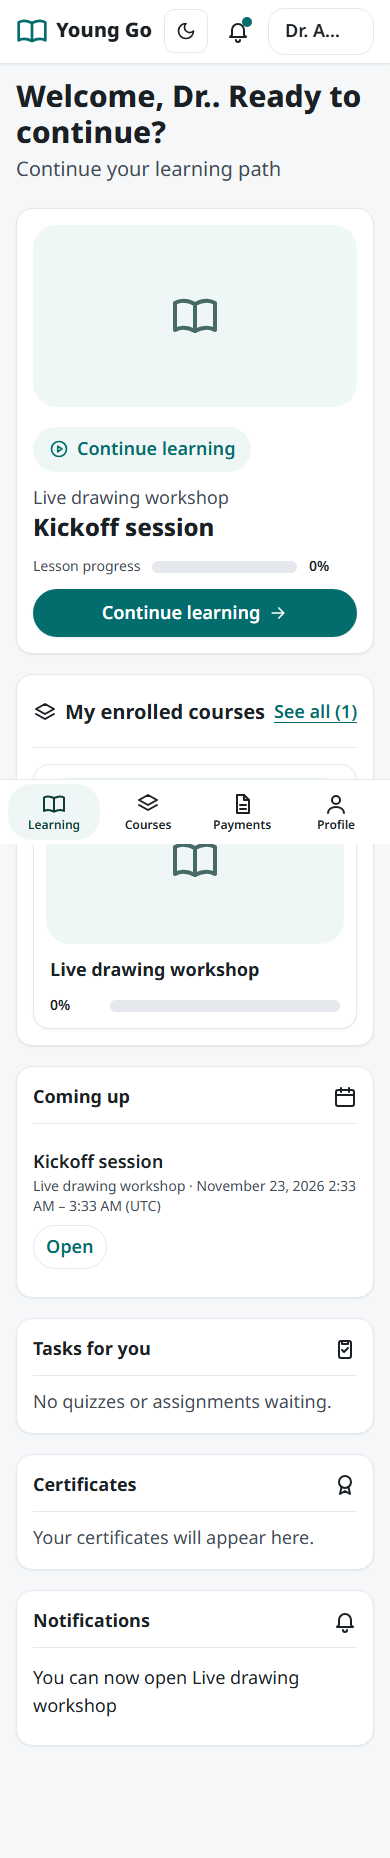 Young Go
Dr. A...
Welcome, Dr.. Ready to
continue?
Continue your learning path
Continue learning
Live drawing workshop
Kickoff session
Lesson progress 0%
Continue learning →
My enrolled courses See all (1)
Learning Courses Payments Profile
Live drawing workshop
0%
Coming up
Kickoff session
Live drawing workshop · November 23, 2026 2:33
AM – 3:33 AM (UTC)
Open
Tasks for you
No quizzes or assignments waiting.
Certificates
Your certificates will appear here.
Notifications
You can now open Live drawing
workshop